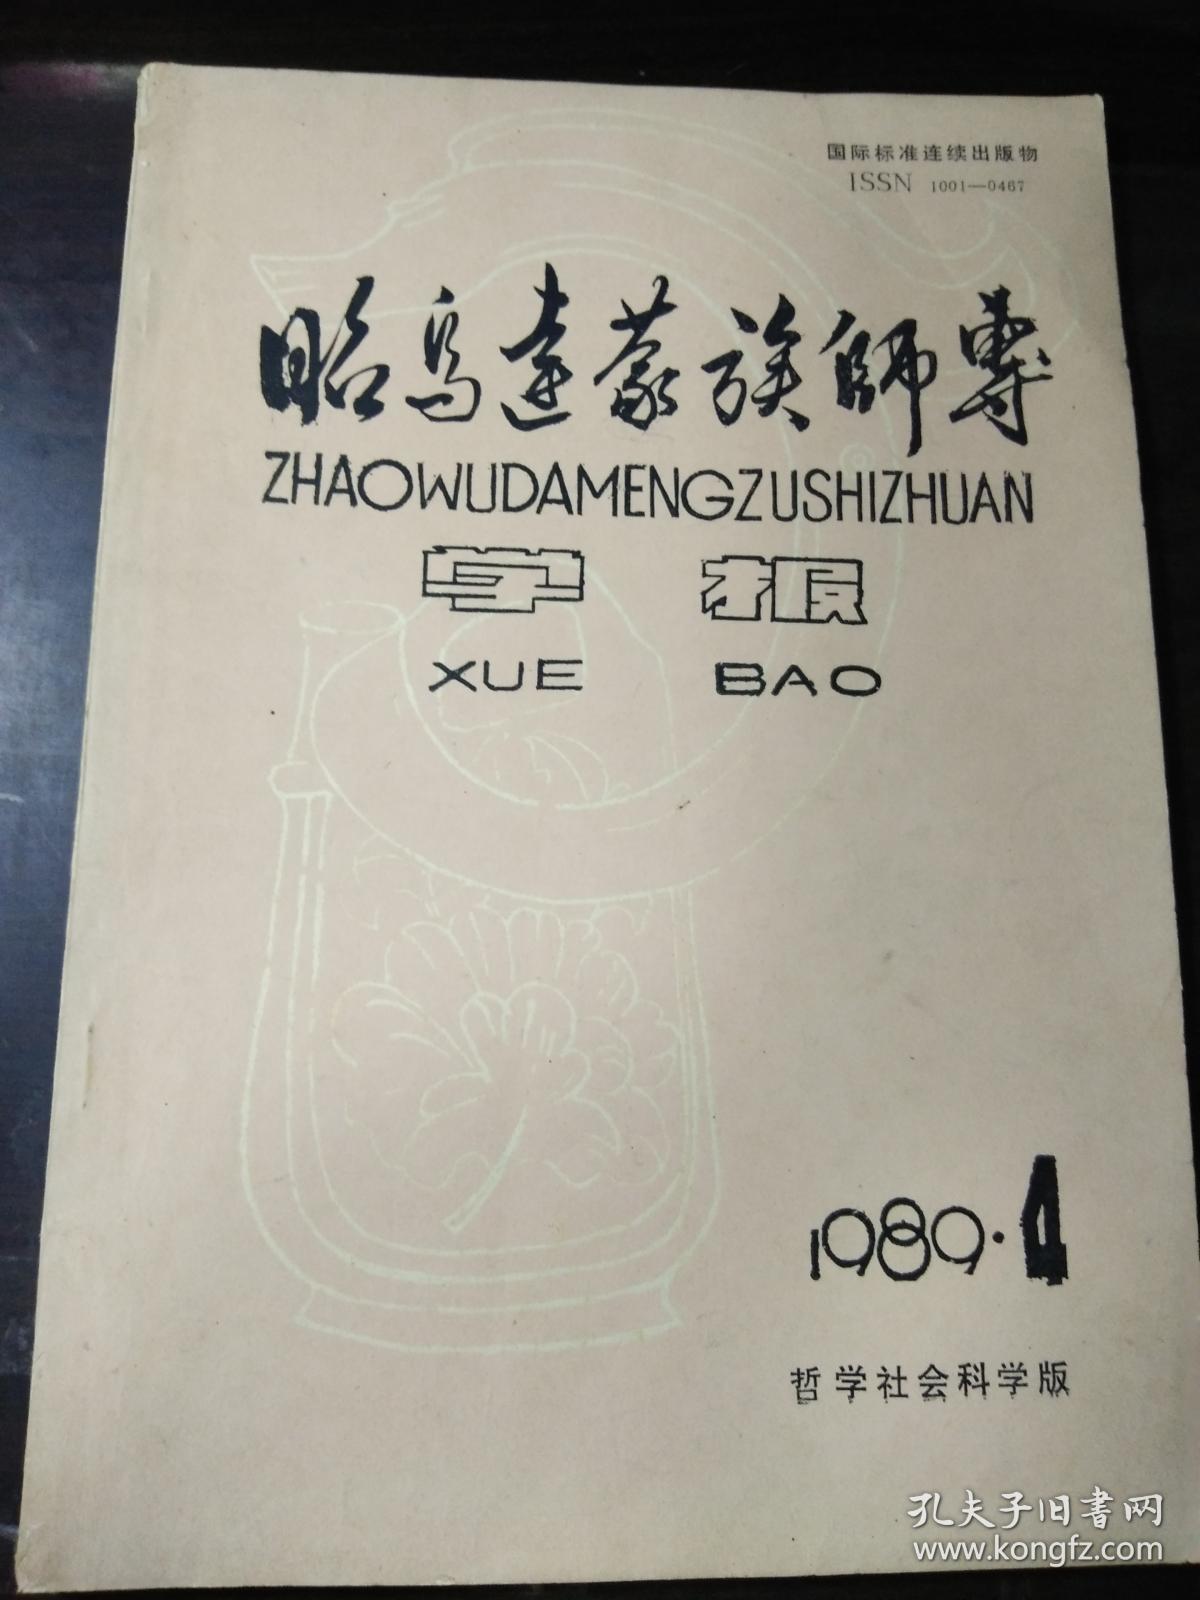 国际标准连续出版物
ISSN 1001—0467
昭乌达蒙族師專
ZHAOWUDAMENGZUSHIZHUAN
学报
XUE BAO
1989·4
哲学社会科学版
孔夫子旧书网
www.kongfz.com